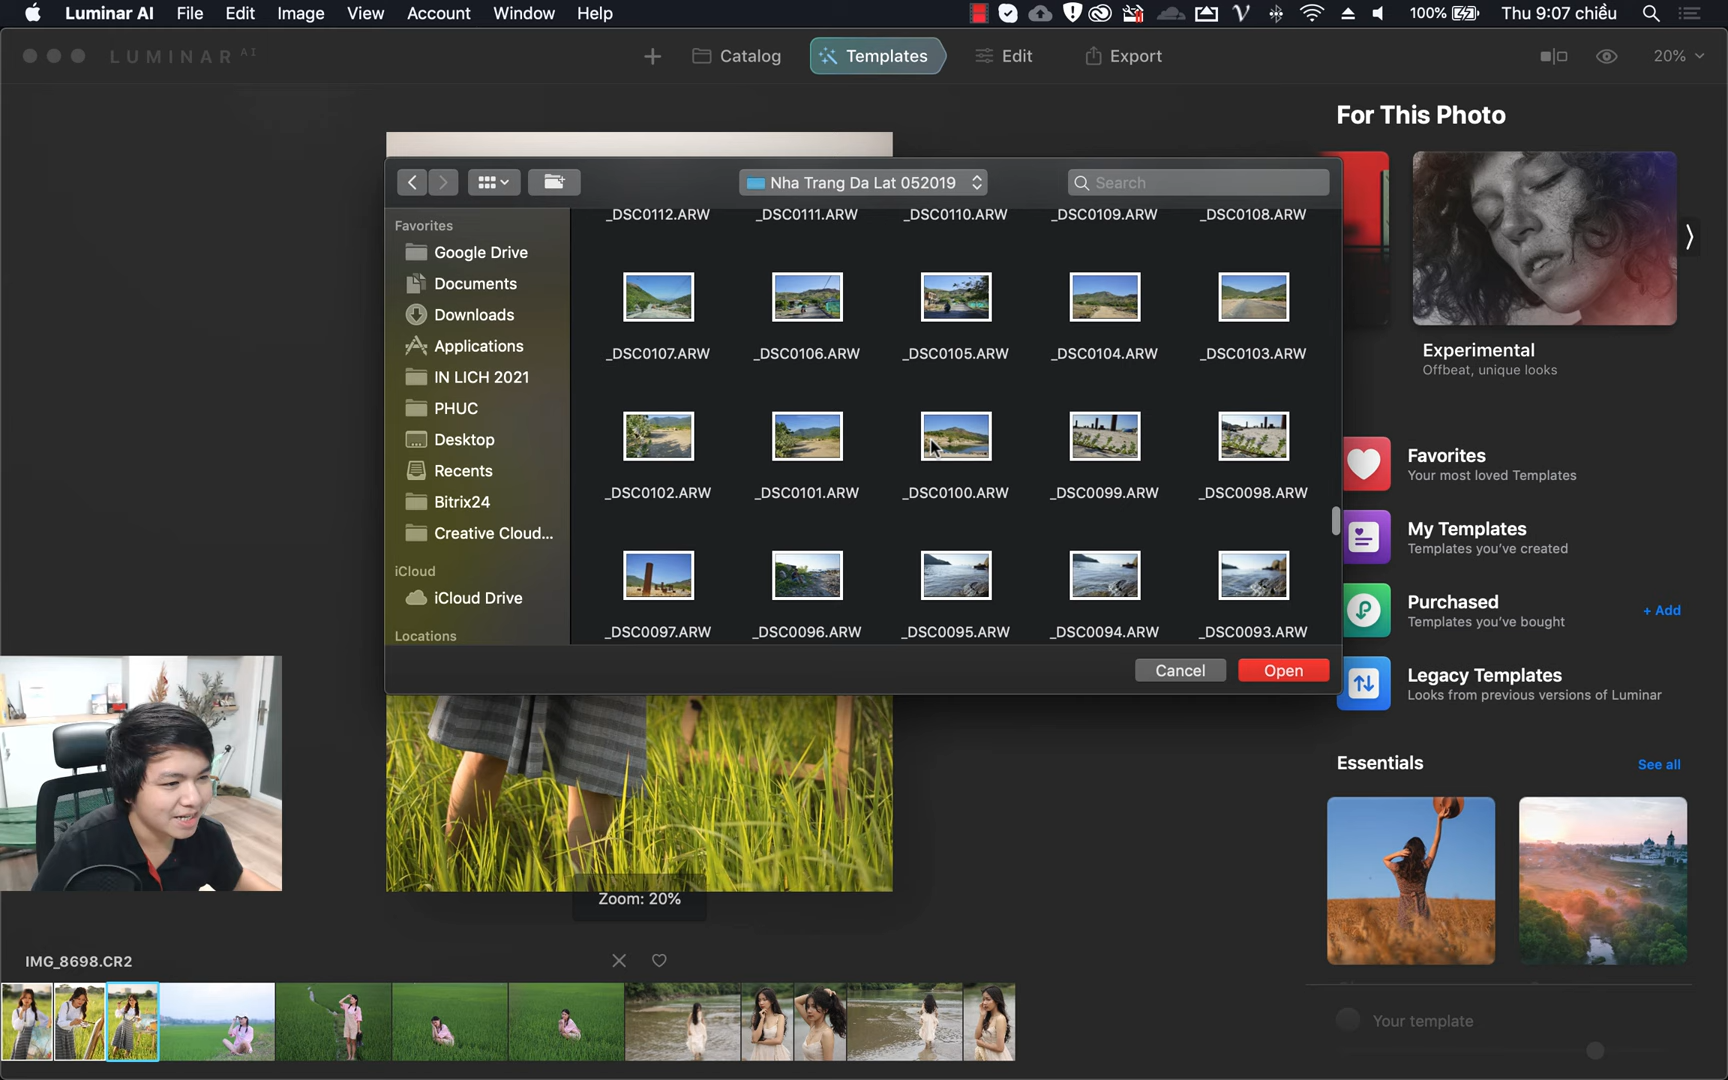 Luminar AI File Edit Image View Account Window Help 100% Thu 9:07 chiều
LUMINAR AI Catalog Templates Edit Export 20%
For This Photo
Nha Trang Da Lat 052019 Search
Favorites
Google Drive
Documents
Downloads
Applications
IN LICH 2021
PHUC
Desktop
Recents
Bitrix24
Creative Cloud...
iCloud
iCloud Drive
Locations
_DSC0112.ARW _DSC0111.ARW _DSC0110.ARW _DSC0109.ARW _DSC0108.ARW
_DSC0107.ARW _DSC0106.ARW _DSC0105.ARW _DSC0104.ARW _DSC0103.ARW
_DSC0102.ARW _DSC0101.ARW _DSC0100.ARW _DSC0099.ARW _DSC0098.ARW
_DSC0097.ARW _DSC0096.ARW _DSC0095.ARW _DSC0094.ARW _DSC0093.ARW
Cancel Open
Experimental
Offbeat, unique looks
Favorites
Your most loved Templates
My Templates
Templates you've created
Purchased + Add
Templates you've bought
Legacy Templates
Looks from previous versions of Luminar
Essentials See all
Zoom: 20%
IMG_8698.CR2
Your template